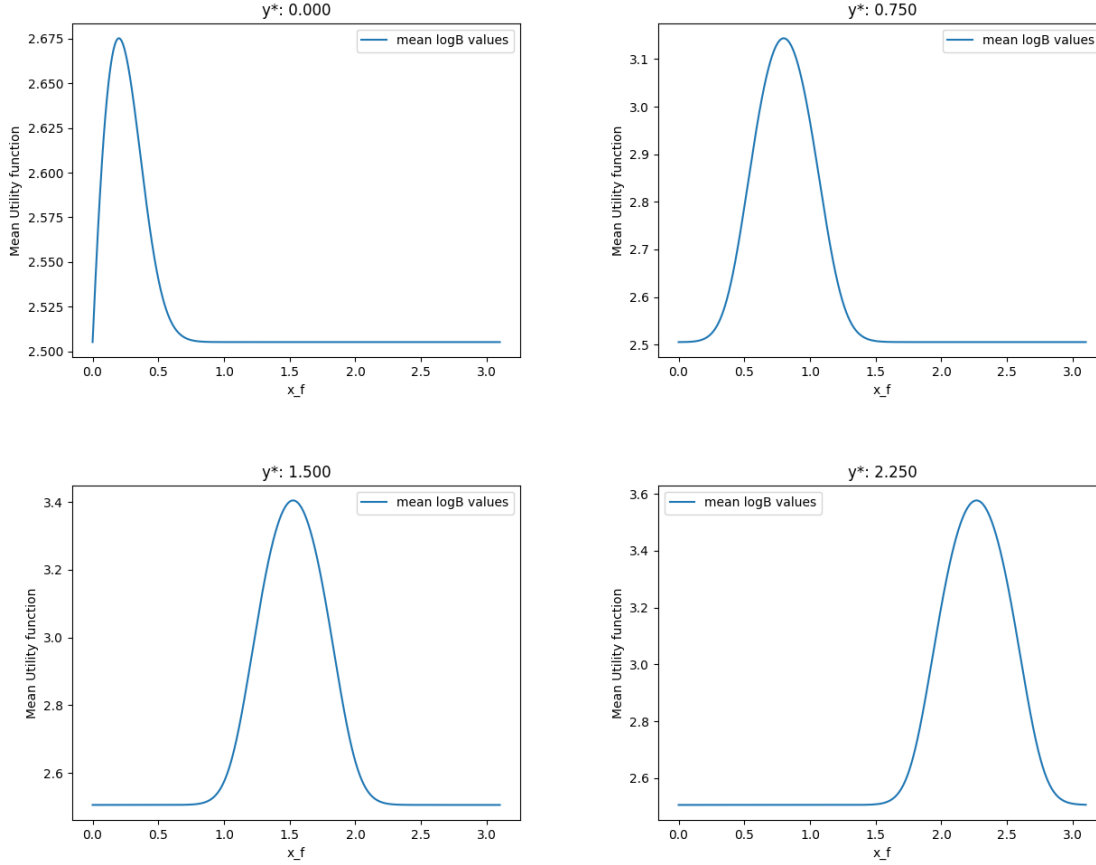 y*: 0.000
mean logB values
Mean Utility function
2.675
2.650
2.625
2.600
2.575
2.550
2.525
2.500
0.0 0.5 1.0 1.5 2.0 2.5 3.0
x_f
y*: 0.750
mean logB values
Mean Utility function
3.1
3.0
2.9
2.8
2.7
2.6
2.5
0.0 0.5 1.0 1.5 2.0 2.5 3.0
x_f
y*: 1.500
mean logB values
Mean Utility function
3.4
3.2
3.0
2.8
2.6
0.0 0.5 1.0 1.5 2.0 2.5 3.0
x_f
y*: 2.250
mean logB values
Mean Utility function
3.6
3.4
3.2
3.0
2.8
2.6
0.0 0.5 1.0 1.5 2.0 2.5 3.0
x_f